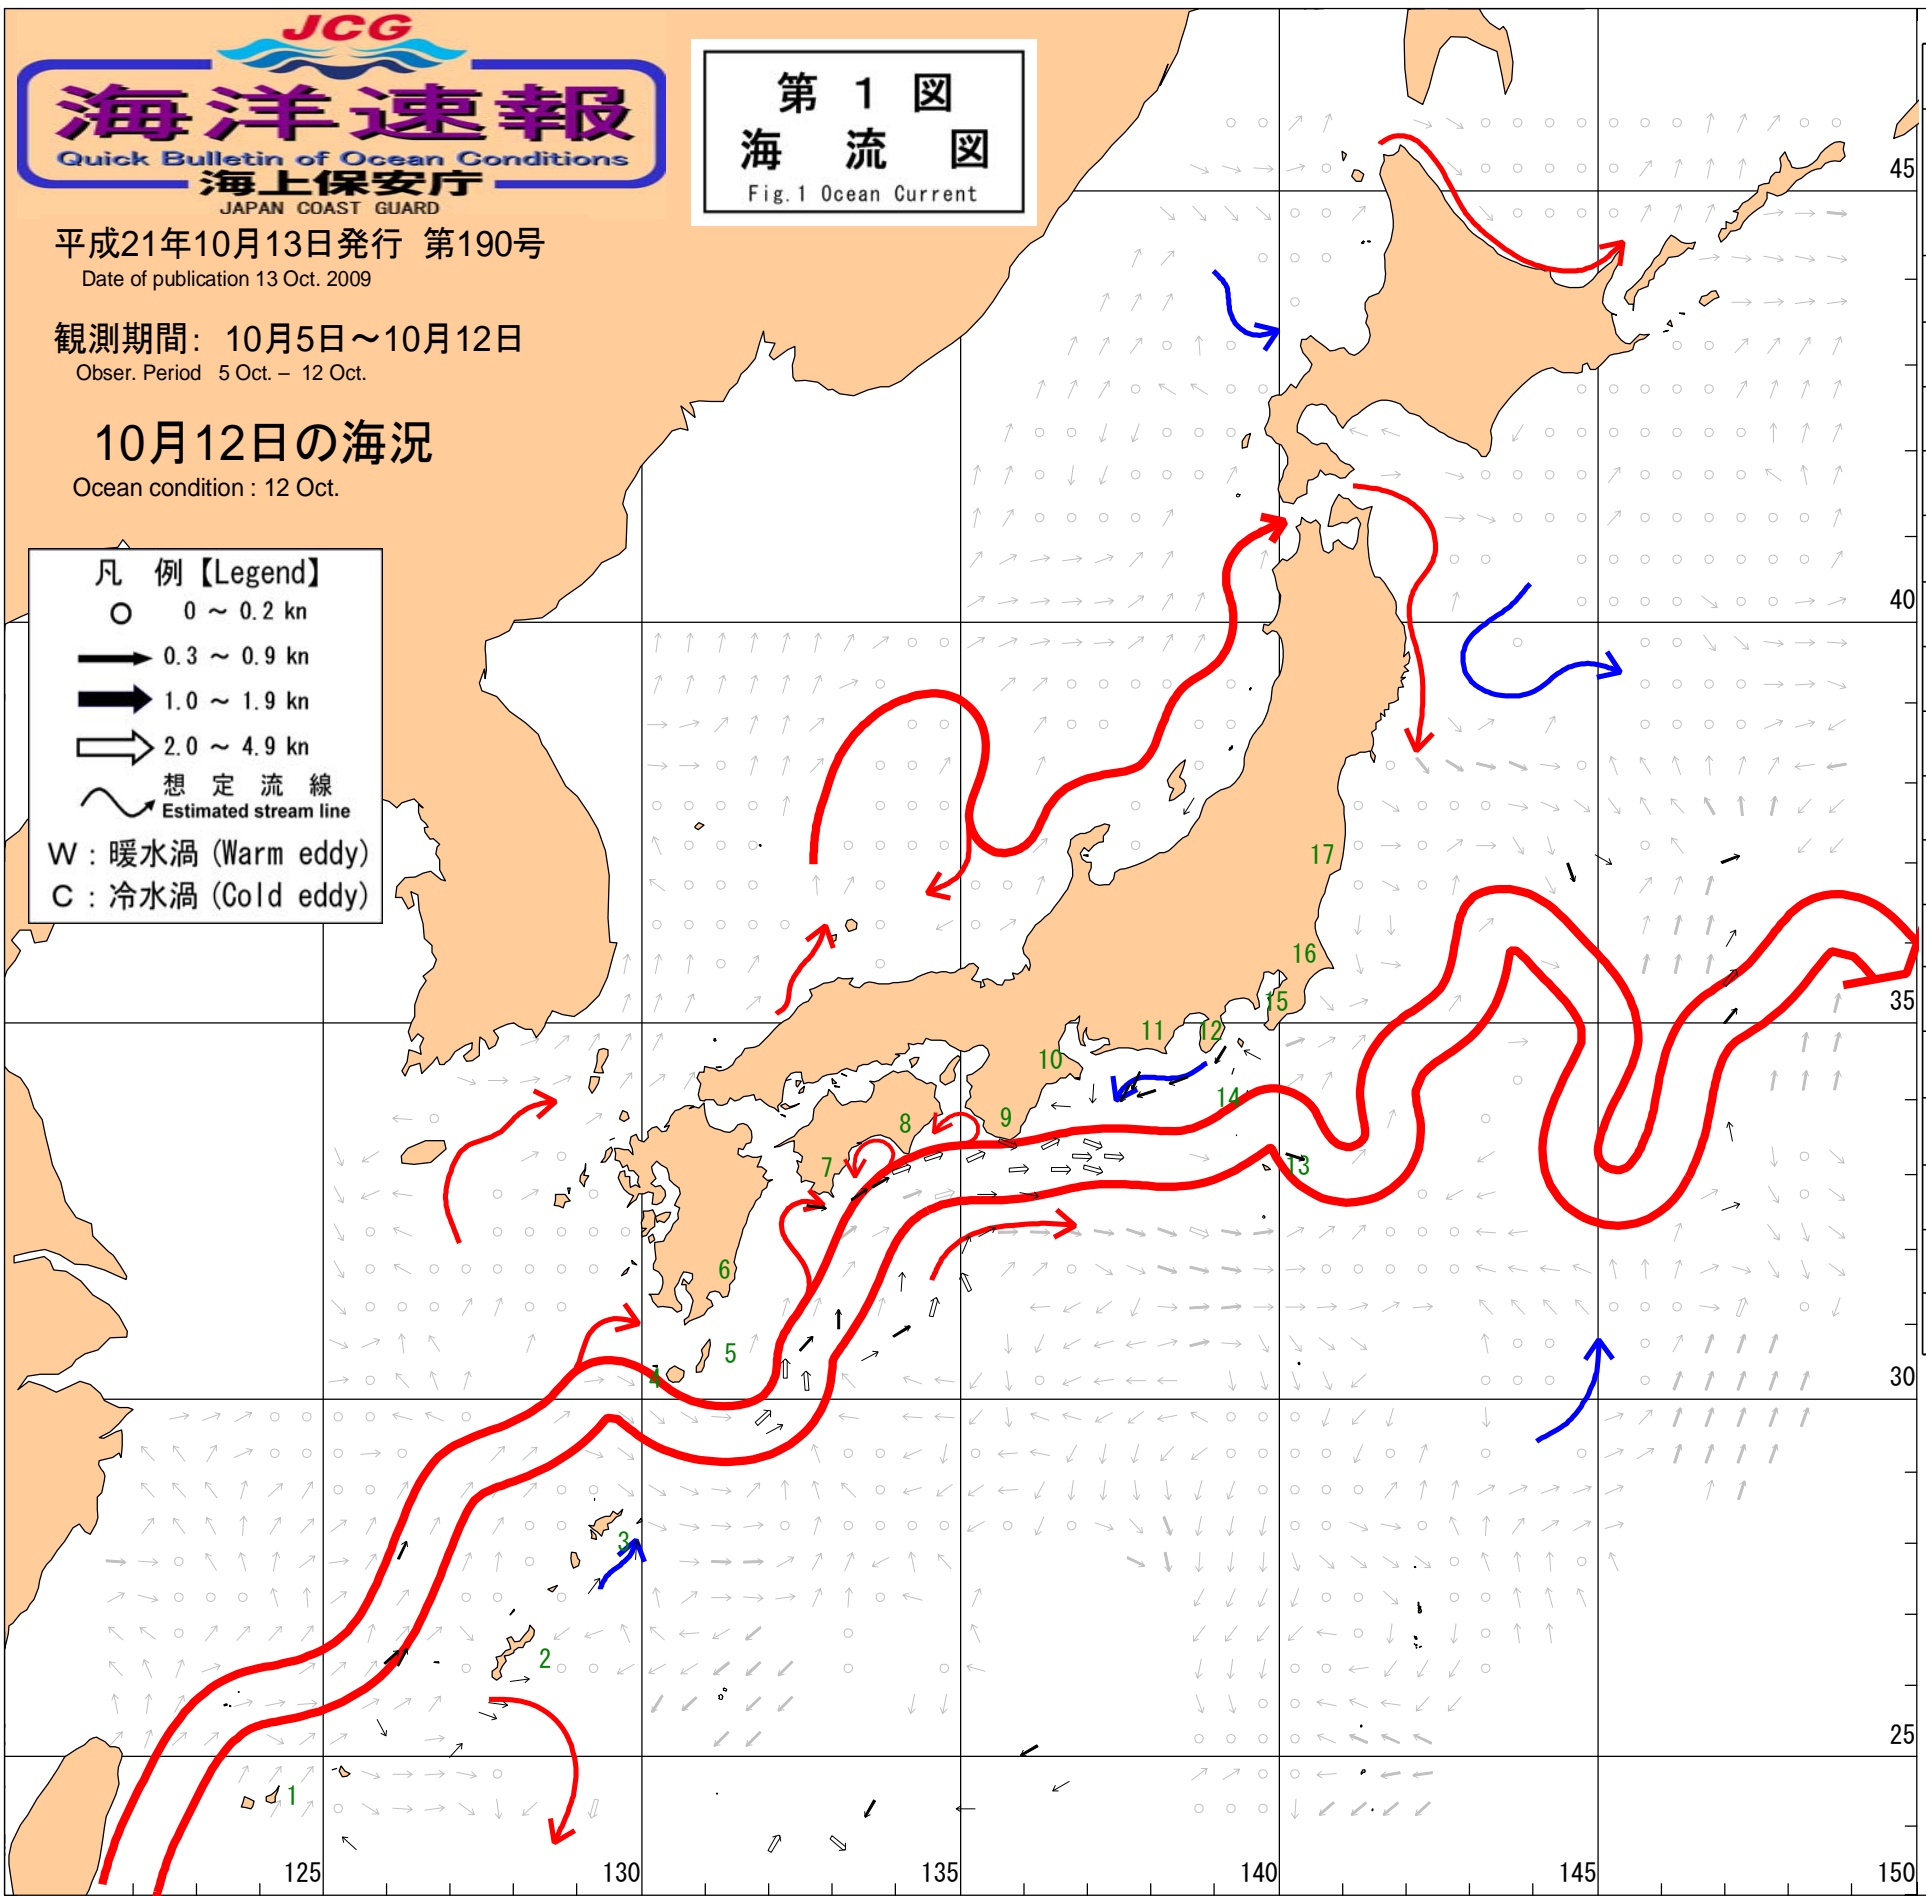 JCG
海洋速報
Quick Bulletin of Ocean Conditions
海上保安庁
JAPAN COAST GUARD
第 1 図
海 流 図
Fig.1 Ocean Current
平成21年10月13日発行 第190号
Date of publication 13 Oct. 2009
観測期間: 10月5日～10月12日
Obser. Period 5 Oct. – 12 Oct.
10月12日の海況
Ocean condition : 12 Oct.
凡 例【Legend】
0 ～ 0.2 kn
0.3 ～ 0.9 kn
1.0 ～ 1.9 kn
2.0 ～ 4.9 kn
想 定 流 線
Estimated stream line
W : 暖水渦 (Warm eddy)
C : 冷水渦 (Cold eddy)
45
40
17
16
35
15
11
12
10
14
9
8
7
13
6
5
4
30
3
2
25
1
125
130
135
140
145
150